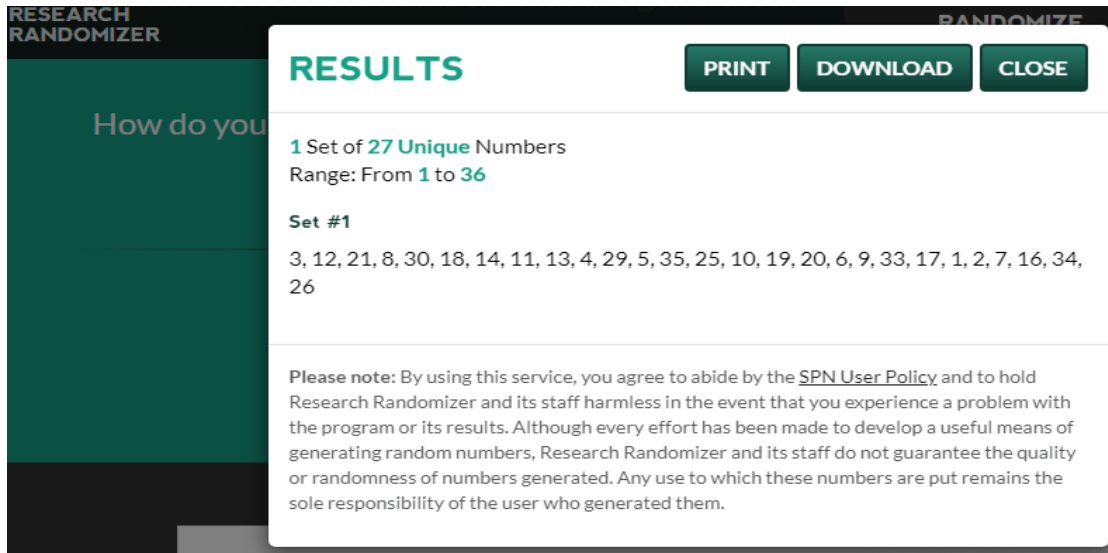 RESEARCH
RANDOMIZER
RANDOMIZE
RESULTS
PRINT DOWNLOAD CLOSE
How do you
1 Set of 27 Unique Numbers
Range: From 1 to 36
Set #1
3, 12, 21, 8, 30, 18, 14, 11, 13, 4, 29, 5, 35, 25, 10, 19, 20, 6, 9, 33, 17, 1, 2, 7, 16, 34,
26
Please note: By using this service, you agree to abide by the SPN User Policy and to hold
Research Randomizer and its staff harmless in the event that you experience a problem with
the program or its results. Although every effort has been made to develop a useful means of
generating random numbers, Research Randomizer and its staff do not guarantee the quality
or randomness of numbers generated. Any use to which these numbers are put remains the
sole responsibility of the user who generated them.